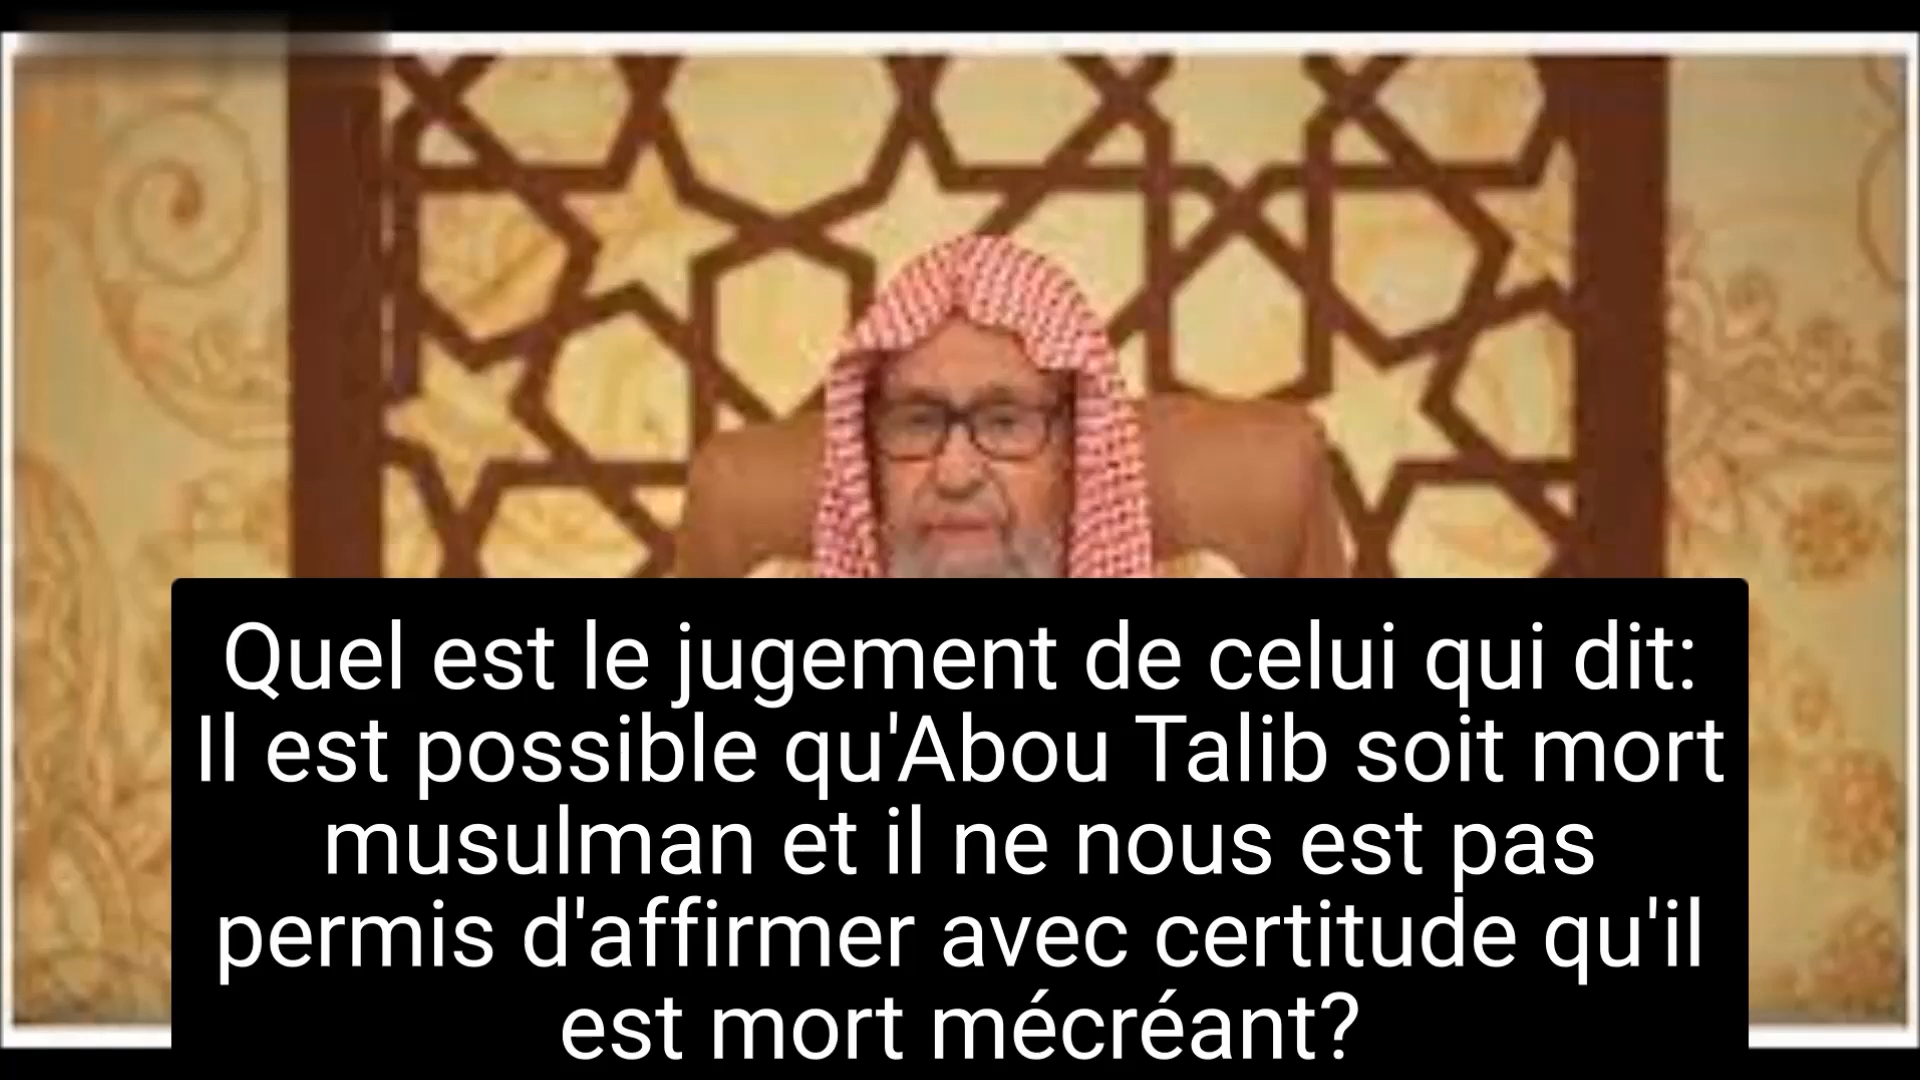 Quel est le jugement de celui qui dit:
Il est possible qu'Abou Talib soit mort
musulman et il ne nous est pas
permis d'affirmer avec certitude qu'il
est mort mécréant?